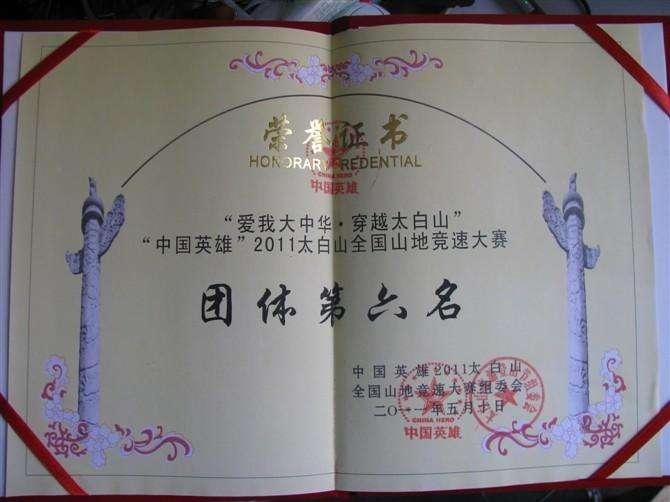 荣誉证书
HONORARY CREDENTIAL
CHINA HERO
中国英雄
“爱我大中华·穿越太白山”
“中国英雄”2011太白山全国山地竞速大赛
团体第六名
中国英雄2011太白山
全国山地竞速大赛组委会
二〇一一年五月十日
CHINA HERO
中国英雄